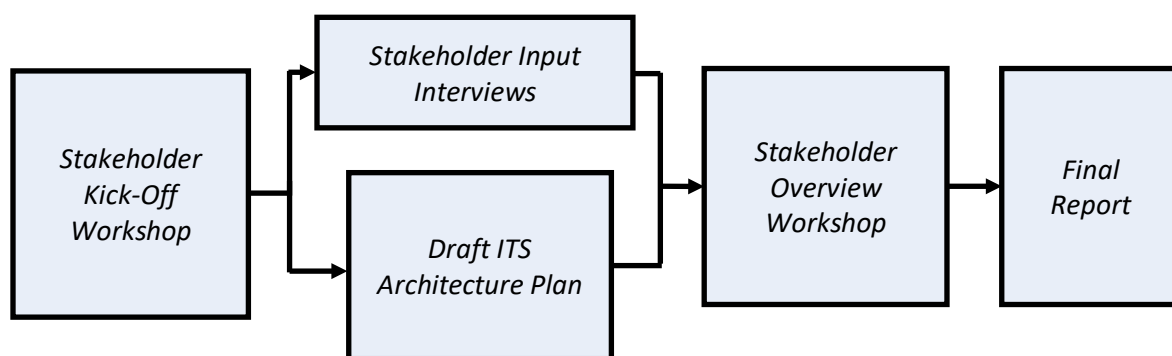 Stakeholder
Kick-Off
Workshop
Stakeholder Input
Interviews
Draft ITS
Architecture Plan
Stakeholder
Overview
Workshop
Final
Report